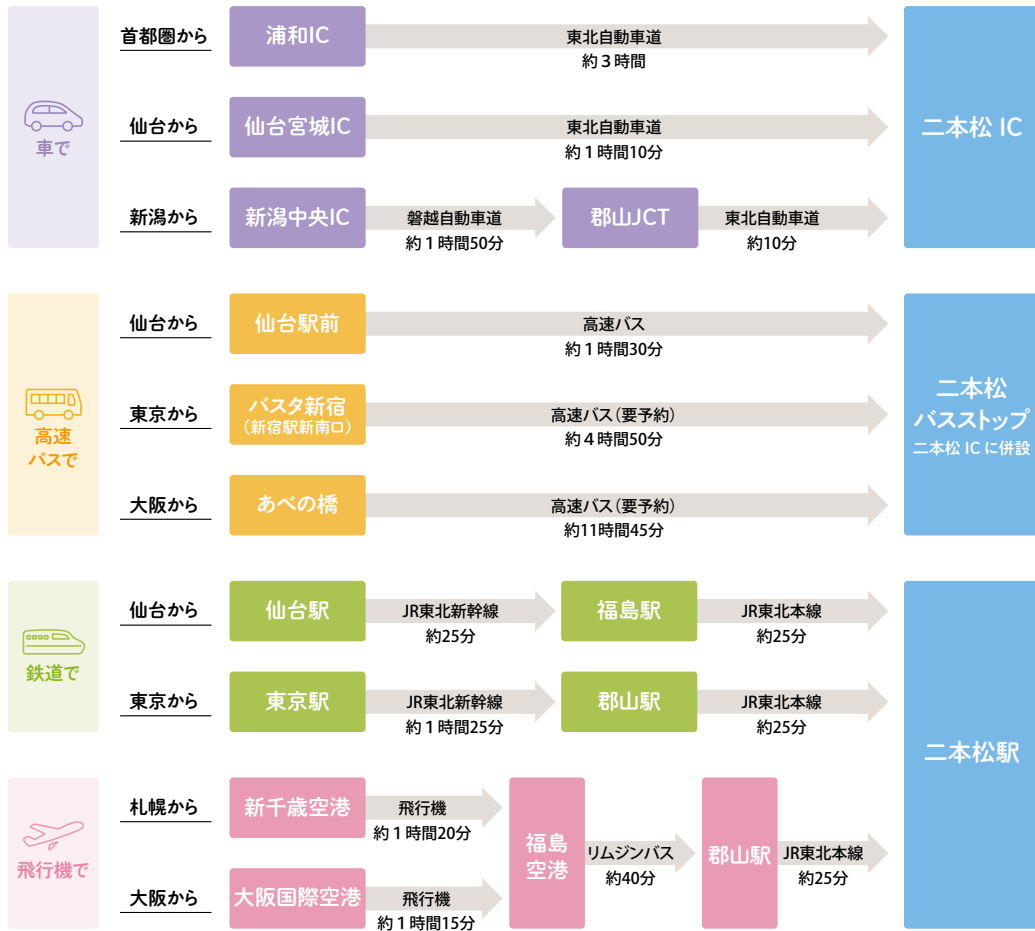 車で
首都圏から
浦和IC
東北自動車道
約3時間
仙台から
仙台宮城IC
東北自動車道
約1時間10分
新潟から
新潟中央IC
磐越自動車道
約1時間50分
郡山JCT
東北自動車道
約10分
二本松 IC
高速
バスで
仙台から
仙台駅前
高速バス
約1時間30分
東京から
バスタ新宿
(新宿駅新南口)
高速バス(要予約)
約4時間50分
大阪から
あべの橋
高速バス(要予約)
約11時間45分
二本松
バスストップ
二本松 IC に併設
鉄道で
仙台から
仙台駅
JR東北新幹線
約25分
福島駅
JR東北本線
約25分
東京から
東京駅
JR東北新幹線
約1時間25分
郡山駅
JR東北本線
約25分
飛行機で
札幌から
新千歳空港
飛行機
約1時間20分
大阪から
大阪国際空港
飛行機
約1時間15分
福島
空港
リムジンバス
約40分
郡山駅
JR東北本線
約25分
二本松駅